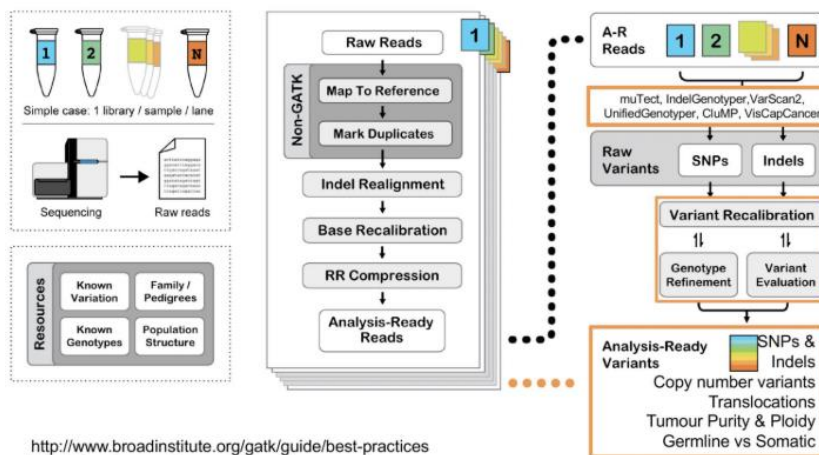 1
2
N
Simple case: 1 library / sample / lane
Sequencing
Raw reads
Resources
Known
Variation
Family /
Pedigrees
Known
Genotypes
Population
Structure
1
Raw Reads
Non-GATK
Map To Reference
Mark Duplicates
Indel Realignment
Base Recalibration
RR Compression
Analysis-Ready
Reads
A-R
Reads
1
2
N
muTect, IndelGenotyper,VarScan2,
UnifiedGenotyper, CluMP, VisCapCancer
Raw
Variants
SNPs
Indels
Variant Recalibration
Genotype
Refinement
Variant
Evaluation
Analysis-Ready
Variants
SNPs &
Indels
Copy number variants
Translocations
Tumour Purity & Ploidy
Germline vs Somatic
http://www.broadinstitute.org/gatk/guide/best-practices